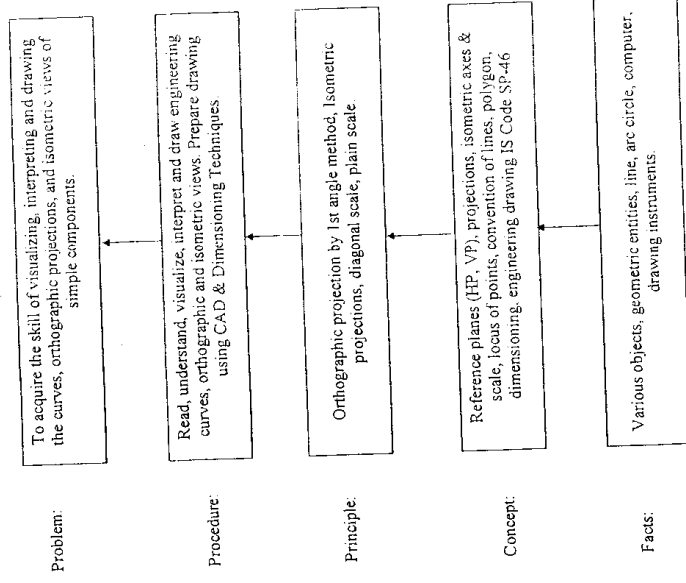 Problem:
To acquire the skill of visualizing, interpreting and drawing
the curves, orthographic projections, and isometric views of
simple components.
Procedure:
Read, understand, visualize, interpret and draw engineering
curves, orthographic and isometric views. Prepare drawing
using CAD & Dimensioning Techniques
Principle:
Orthographic projection by 1st angle method, Isometric
projections, diagonal scale, plain scale.
Concept:
Reference planes (HP, VP), projections, isometric axes &
scale, locus of points, convention of lines, polygon,
dimensioning, engineering drawing IS Code SP-46
Facts:
Various objects, geometric entities, line, arc circle, computer,
drawing instruments.